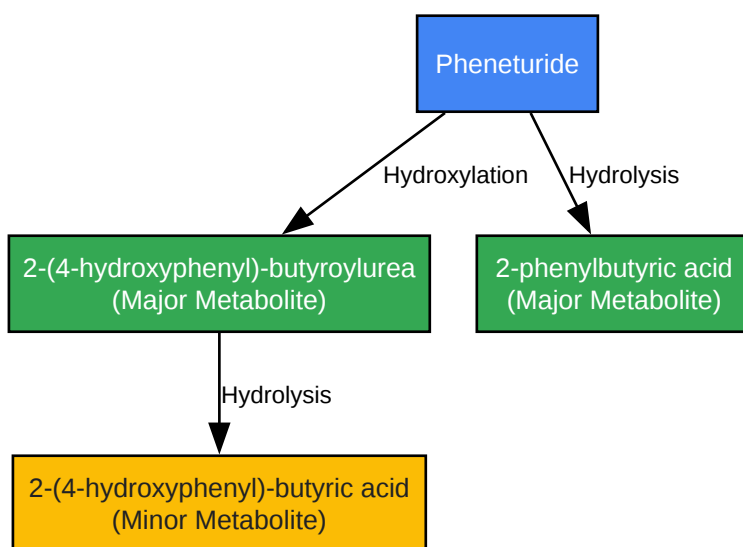 Pheneturide
Hydroxylation
Hydrolysis
2-(4-hydroxyphenyl)-butyroylurea
(Major Metabolite)
2-phenylbutyric acid
(Major Metabolite)
Hydrolysis
2-(4-hydroxyphenyl)-butyric acid
(Minor Metabolite)